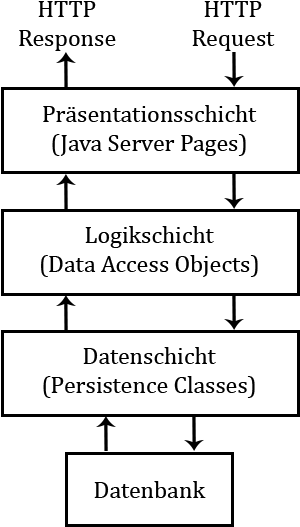 HTTP
Response
HTTP
Request
Präsentationsschicht
(Java Server Pages)
Logikschicht
(Data Access Objects)
Datenschicht
(Persistence Classes)
Datenbank